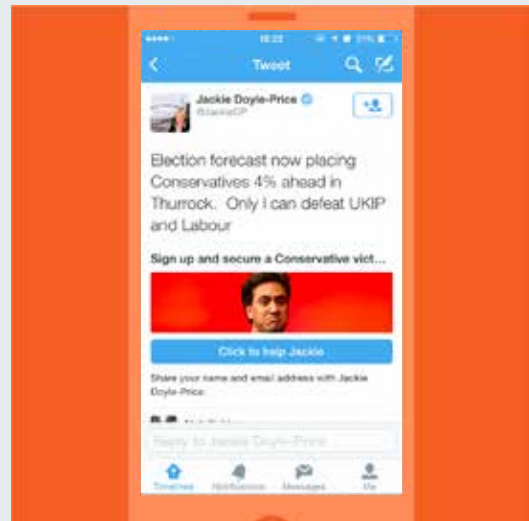 Tweet
Jackie Doyle-Price
@JackieDP
Election forecast now placing
Conservatives 4% ahead in
Thurrock. Only I can defeat UKIP
and Labour
Sign up and secure a Conservative vict...
Click to help Jackie
Share your name and email address with Jackie
Doyle-Price.
Reply to Jackie Doyle-Price
Timelines Notifications Messages Me